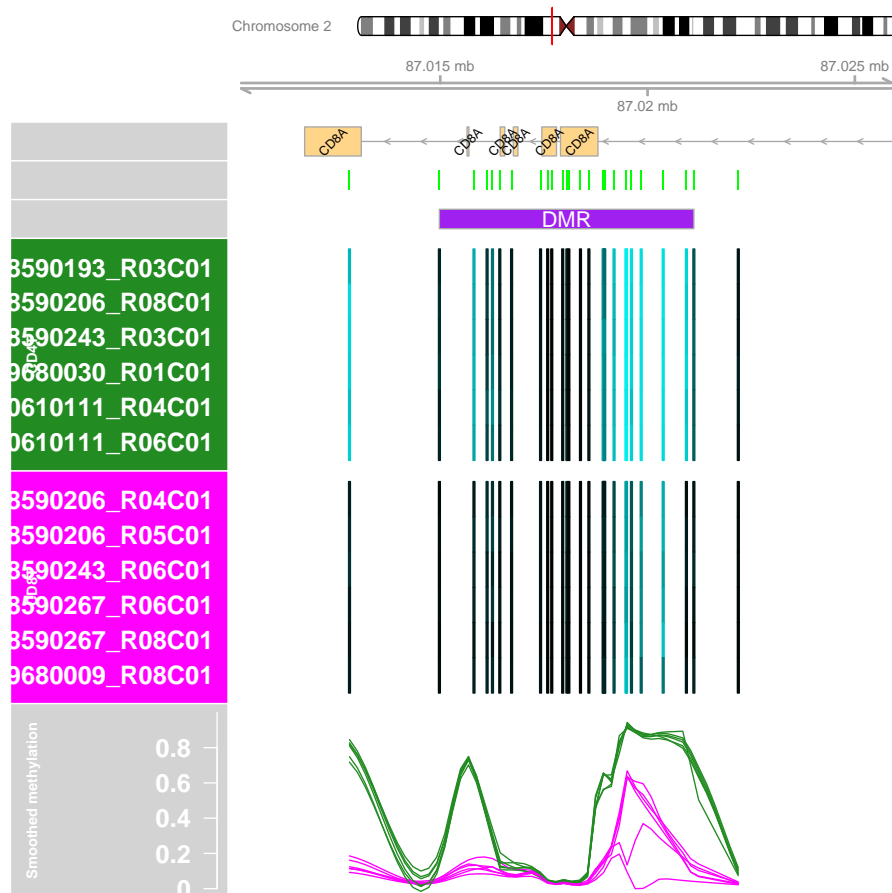 Chromosome 2
87.015 mb
87.025 mb
87.02 mb
CD8A
CD8A
CD8A
CD8A
CD8A
CD8A
DMR
8590193_R03C01
8590206_R08C01
8590243_R03C01
9680030_R01C01
0610111_R04C01
0610111_R06C01
8590206_R04C01
8590206_R05C01
8590243_R06C01
8590267_R06C01
8590267_R08C01
9680009_R08C01
Smoothed methylation
0.8
0.6
0.4
0.2
0